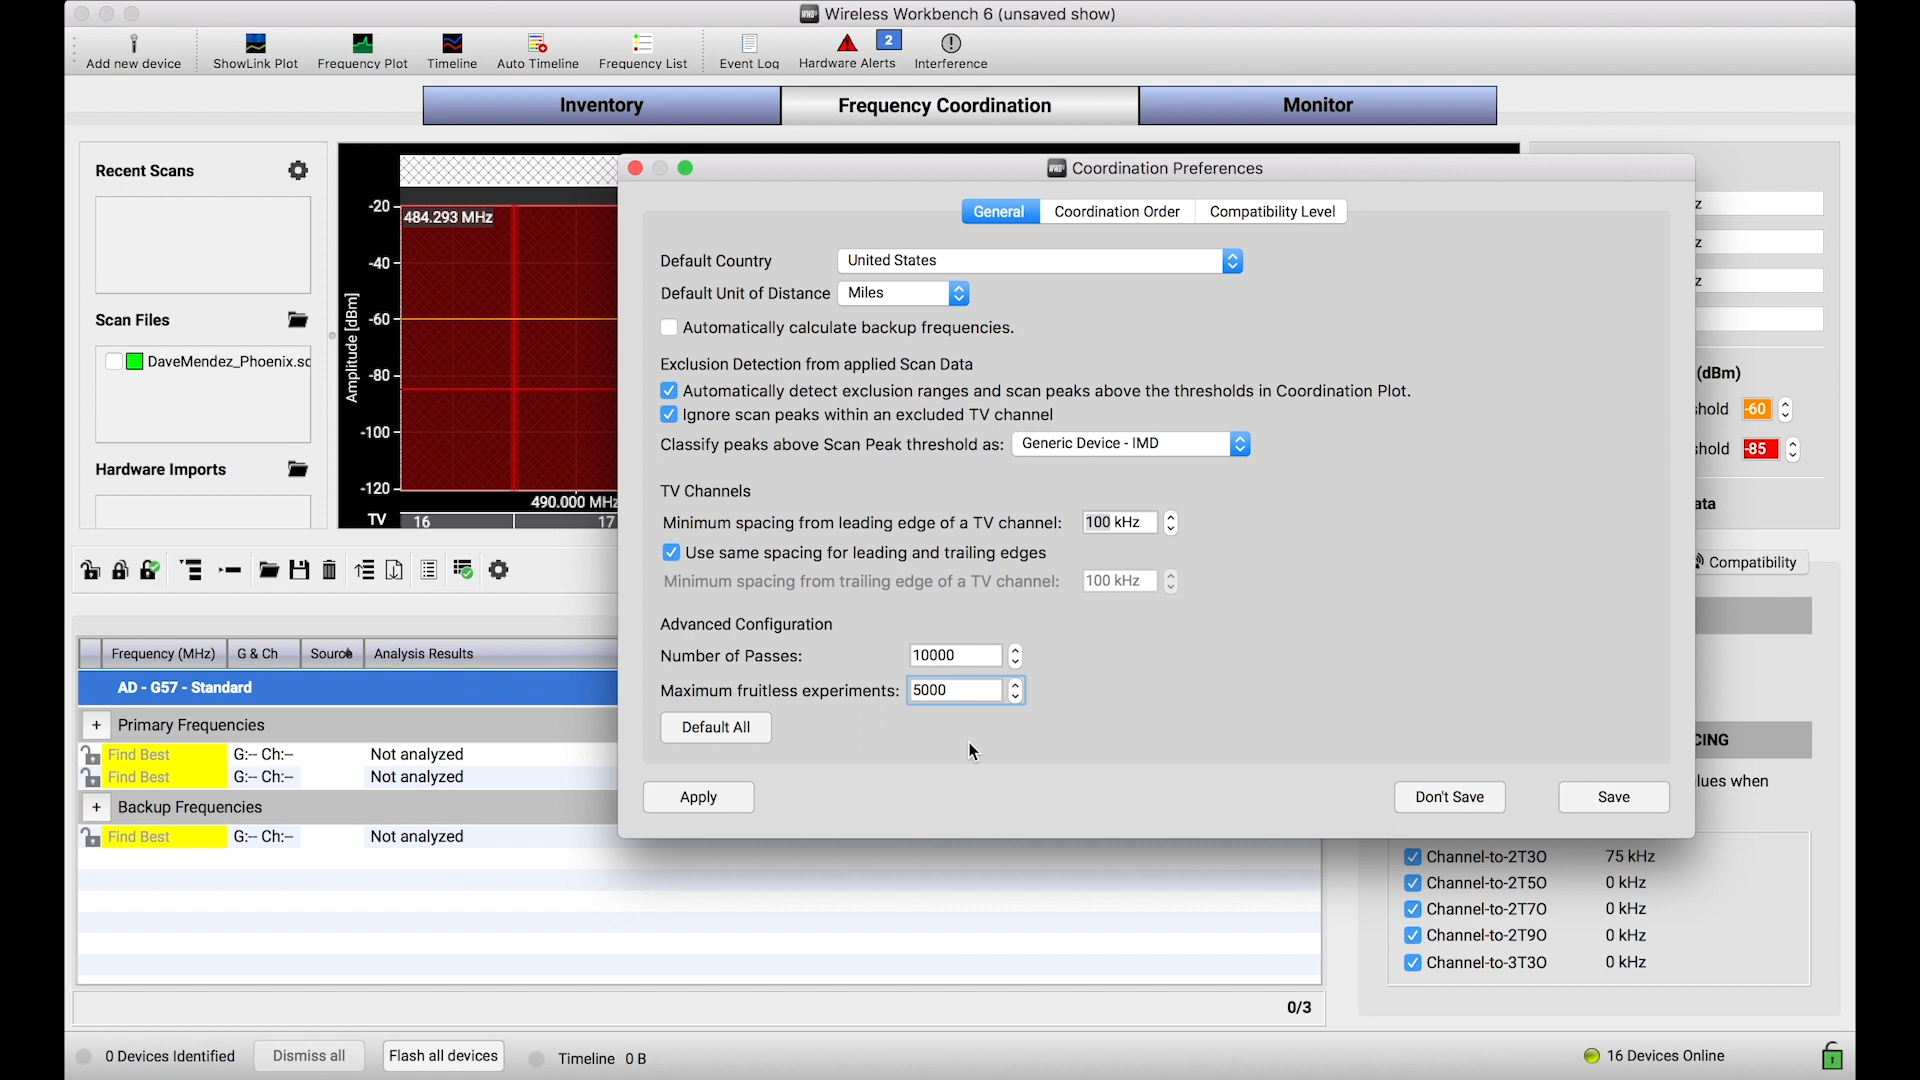 Wireless Workbench 6 (unsaved show)
Add new device
ShowLink Plot
Frequency Plot
Timeline
Auto Timeline
Frequency List
Event Log
Hardware Alerts
2
Interference
Inventory
Frequency Coordination
Monitor
Recent Scans
Scan Files
DaveMendez_Phoenix.sc
Hardware Imports
Amplitude [dBm]
-20
-40
-60
-80
-100
-120
484.293 MHz
490.000 MHz
TV 16 17
Coordination Preferences
General
Coordination Order
Compatibility Level
Default Country United States
Default Unit of Distance Miles
Automatically calculate backup frequencies.
Exclusion Detection from applied Scan Data
Automatically detect exclusion ranges and scan peaks above the thresholds in Coordination Plot.
Ignore scan peaks within an excluded TV channel
Classify peaks above Scan Peak threshold as: Generic Device - IMD
TV Channels
Minimum spacing from leading edge of a TV channel: 100 kHz
Use same spacing for leading and trailing edges
Minimum spacing from trailing edge of a TV channel: 100 kHz
Advanced Configuration
Number of Passes: 10000
Maximum fruitless experiments: 5000
Default All
Apply
Don't Save
Save
z
z
z
(dBm)
shold -60
shold -85
ata
Compatibility
CING
lues when
Frequency (MHz) G & Ch Source Analysis Results
AD - G57 - Standard
+ Primary Frequencies
Find Best G:-- Ch:-- Not analyzed
Find Best G:-- Ch:-- Not analyzed
+ Backup Frequencies
Find Best G:-- Ch:-- Not analyzed
Channel-to-2T3O 75 kHz
Channel-to-2T5O 0 kHz
Channel-to-2T7O 0 kHz
Channel-to-2T9O 0 kHz
Channel-to-3T3O 0 kHz
0/3
0 Devices Identified
Dismiss all
Flash all devices
Timeline 0 B
16 Devices Online